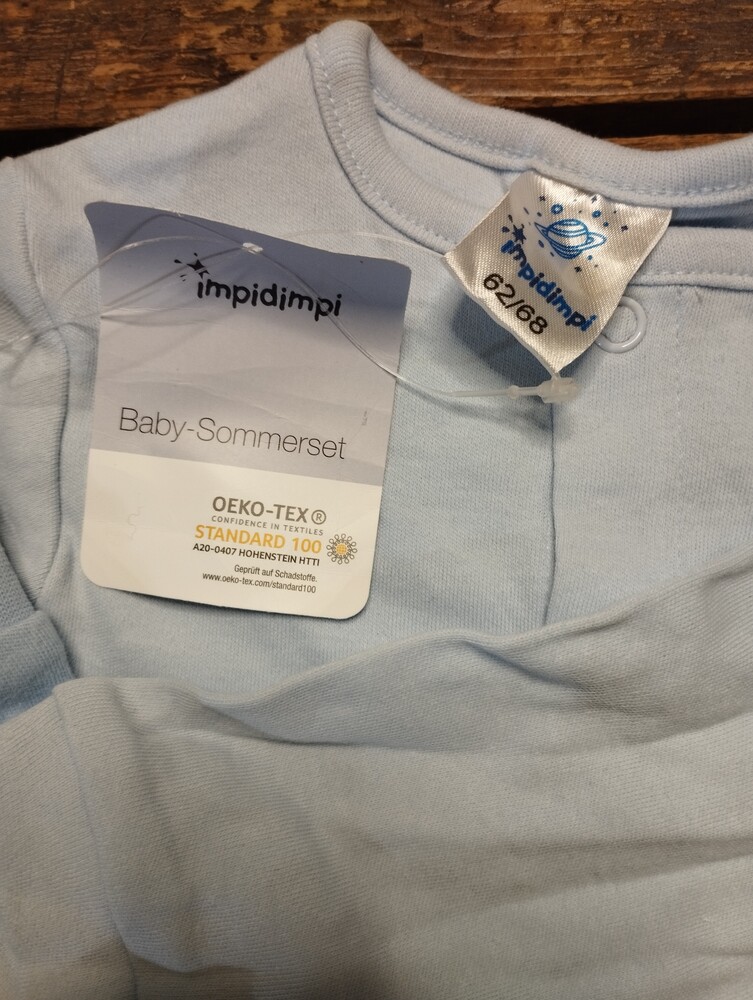 impidimpi
Baby-Sommerset
OEKO-TEX®
CONFIDENCE IN TEXTILES
STANDARD 100
A20-0407 HOHENSTEIN HTTI
Geprüft auf Schadstoffe.
www.oeko-tex.com/standard100
impidimpi
62/68